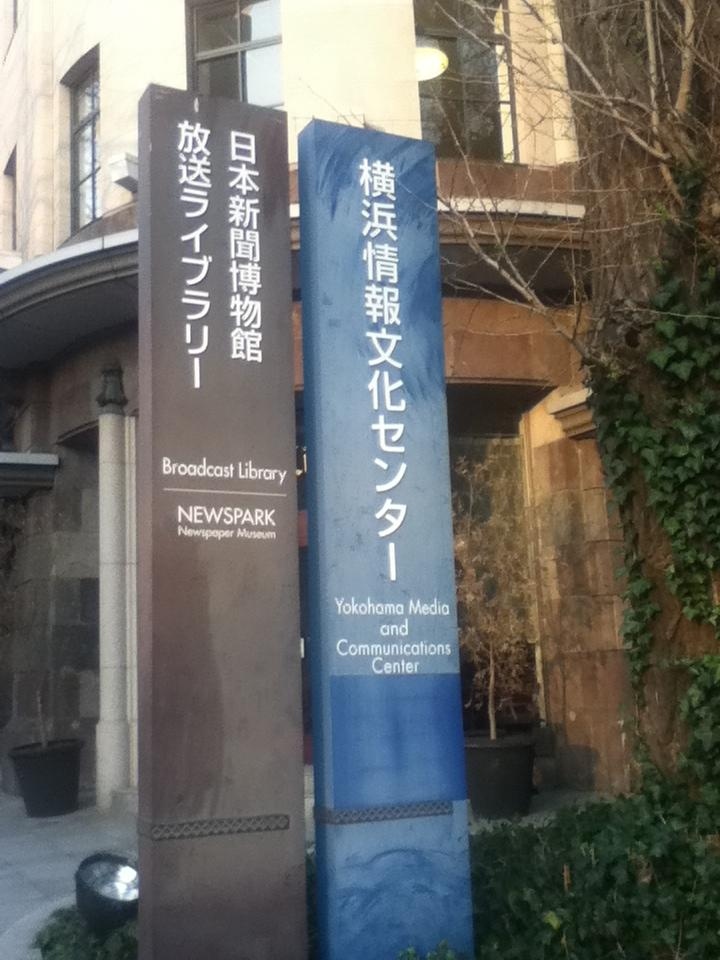 日本新聞博物館
放送ライブラリー
Broadcast Library
NEWSPARK
Newspaper Museum
横浜情報文化センター
Yokohama Media
and
Communications
Center